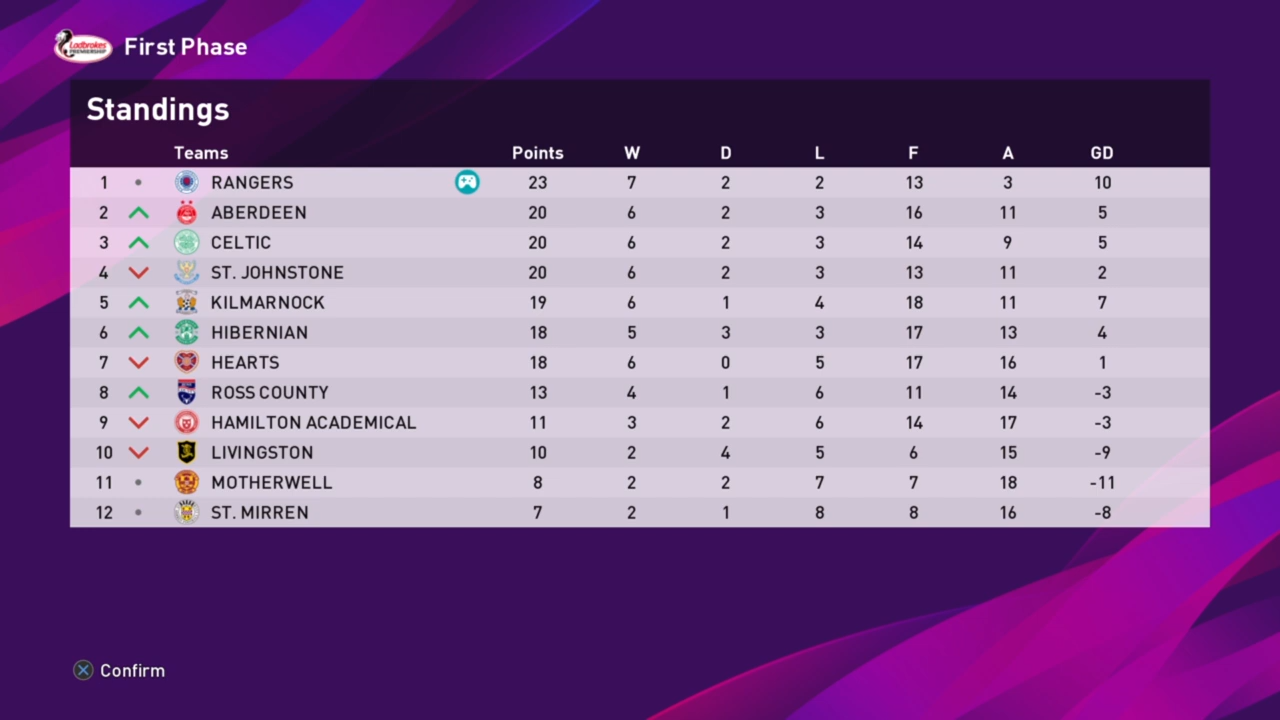 Ladbrokes
PREMIERSHIP
First Phase
Standings
Teams Points W D L F A GD
1 RANGERS 23 7 2 2 13 3 10
2 ABERDEEN 20 6 2 3 16 11 5
3 CELTIC 20 6 2 3 14 9 5
4 ST. JOHNSTONE 20 6 2 3 13 11 2
5 KILMARNOCK 19 6 1 4 18 11 7
6 HIBERNIAN 18 5 3 3 17 13 4
7 HEARTS 18 6 0 5 17 16 1
8 ROSS COUNTY 13 4 1 6 11 14 -3
9 HAMILTON ACADEMICAL 11 3 2 6 14 17 -3
10 LIVINGSTON 10 2 4 5 6 15 -9
11 MOTHERWELL 8 2 2 7 7 18 -11
12 ST. MIRREN 7 2 1 8 8 16 -8
Confirm